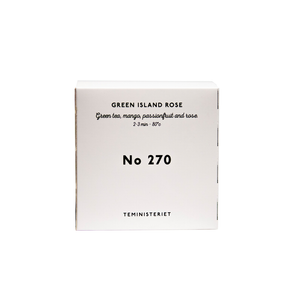 GREEN ISLAND ROSE
Green tea, mango, passionfruit and rose.
2-3 min - 80°c
No 270
TEMINISTERIET